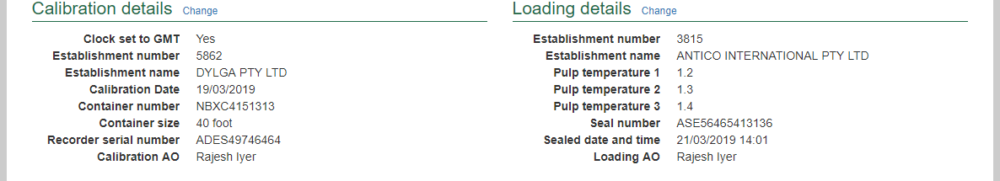 Calibration details Change
Clock set to GMT Yes
Establishment number 5862
Establishment name DYLGA PTY LTD
Calibration Date 19/03/2019
Container number NBXC4151313
Container size 40 foot
Recorder serial number ADES49746464
Calibration AO Rajesh Iyer
Loading details Change
Establishment number 3815
Establishment name ANTICO INTERNATIONAL PTY LTD
Pulp temperature 1 1.2
Pulp temperature 2 1.3
Pulp temperature 3 1.4
Seal number ASE56465413136
Sealed date and time 21/03/2019 14:01
Loading AO Rajesh Iyer